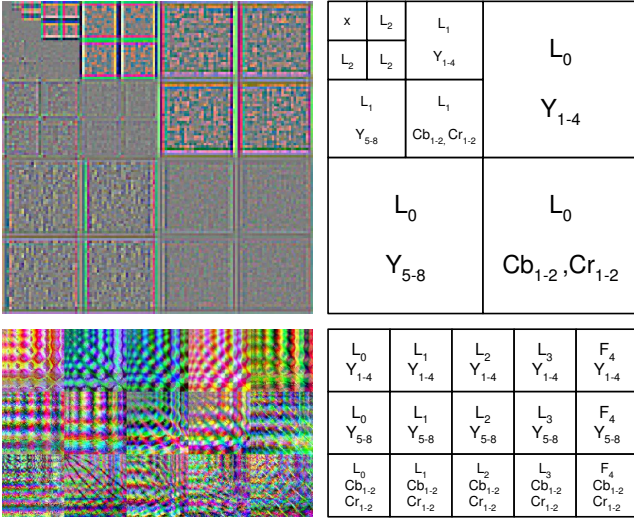 x L₂ L₁ L₀
Y₁₋₄
L₂ L₂
Y₁₋₄
L₁ L₁
Y₅₋₈ Cb₁₋₂, Cr₁₋₂
L₀ L₀
Y₅₋₈ Cb₁₋₂ ,Cr₁₋₂
L₀ L₁ L₂ L₃ F₄
Y₁₋₄ Y₁₋₄ Y₁₋₄ Y₁₋₄ Y₁₋₄
L₀ L₁ L₂ L₃ F₄
Y₅₋₈ Y₅₋₈ Y₅₋₈ Y₅₋₈ Y₅₋₈
L₀ L₁ L₂ L₃ F₄
Cb₁₋₂ Cb₁₋₂ Cb₁₋₂ Cb₁₋₂ Cb₁₋₂
Cr₁₋₂ Cr₁₋₂ Cr₁₋₂ Cr₁₋₂ Cr₁₋₂